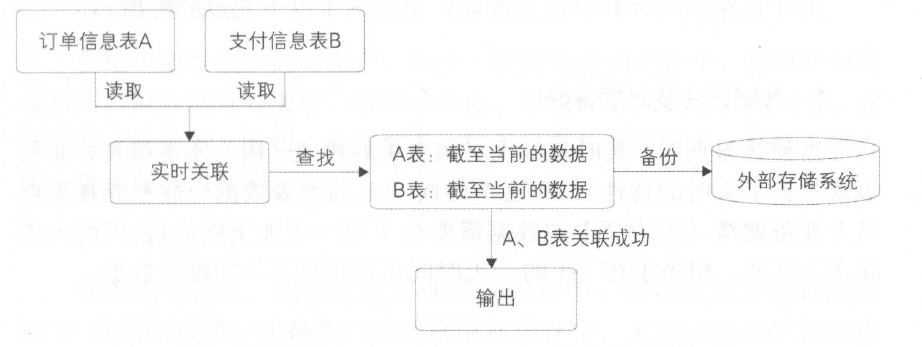 订单信息表A
支付信息表B
读取
读取
实时关联
查找
A表：截至当前的数据
B表：截至当前的数据
备份
外部存储系统
A、B表关联成功
输出